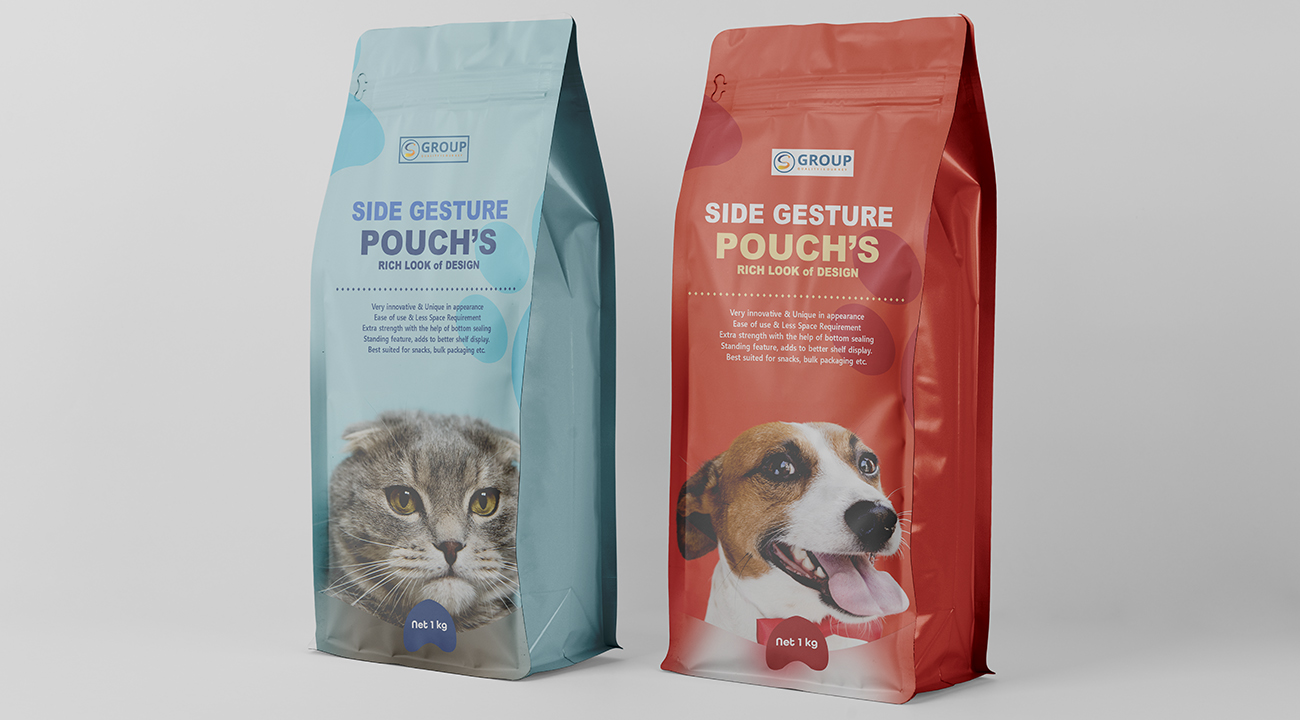 GROUP
SIDE GESTURE
POUCH'S
RICH LOOK of DESIGN
Very innovative & Unique in appearance
Ease of use & Less Space Requirement
Extra strength with the help of bottom sealing
Standing feature, adds to better shelf display.
Best suited for snacks, bulk packaging etc.
Net 1 kg
GROUP
SIDE GESTURE
POUCH'S
RICH LOOK of DESIGN
Very innovative & Unique in appearance
Ease of use & Less Space Requirement
Extra strength with the help of bottom sealing
Standing feature, adds to better shelf display.
Best suited for snacks, bulk packaging etc.
Net 1 kg